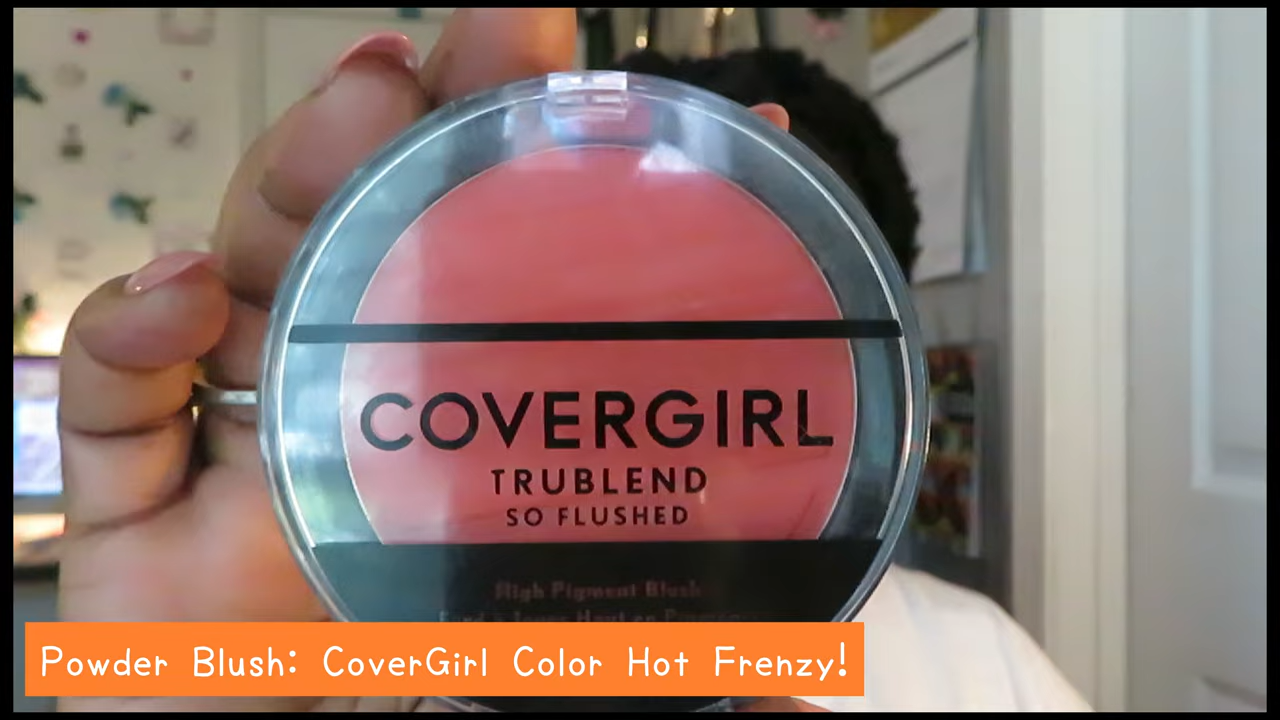 COVERGIRL
TRUBLEND
SO FLUSHED
High Pigment Blush
Powder Blush: CoverGirl Color Hot Frenzy!